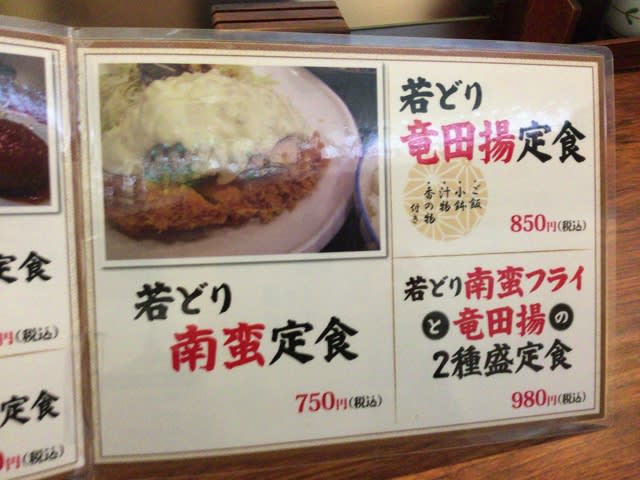 定食
円(税込)
定食
円(税込)
若どり
南蛮定食
750円(税込)
若どり
竜田揚定食
・ご飯
・小鉢
・汁物
・香の物
付き
850円(税込)
若どり南蛮フライ
と竜田揚の
2種盛定食
980円(税込)